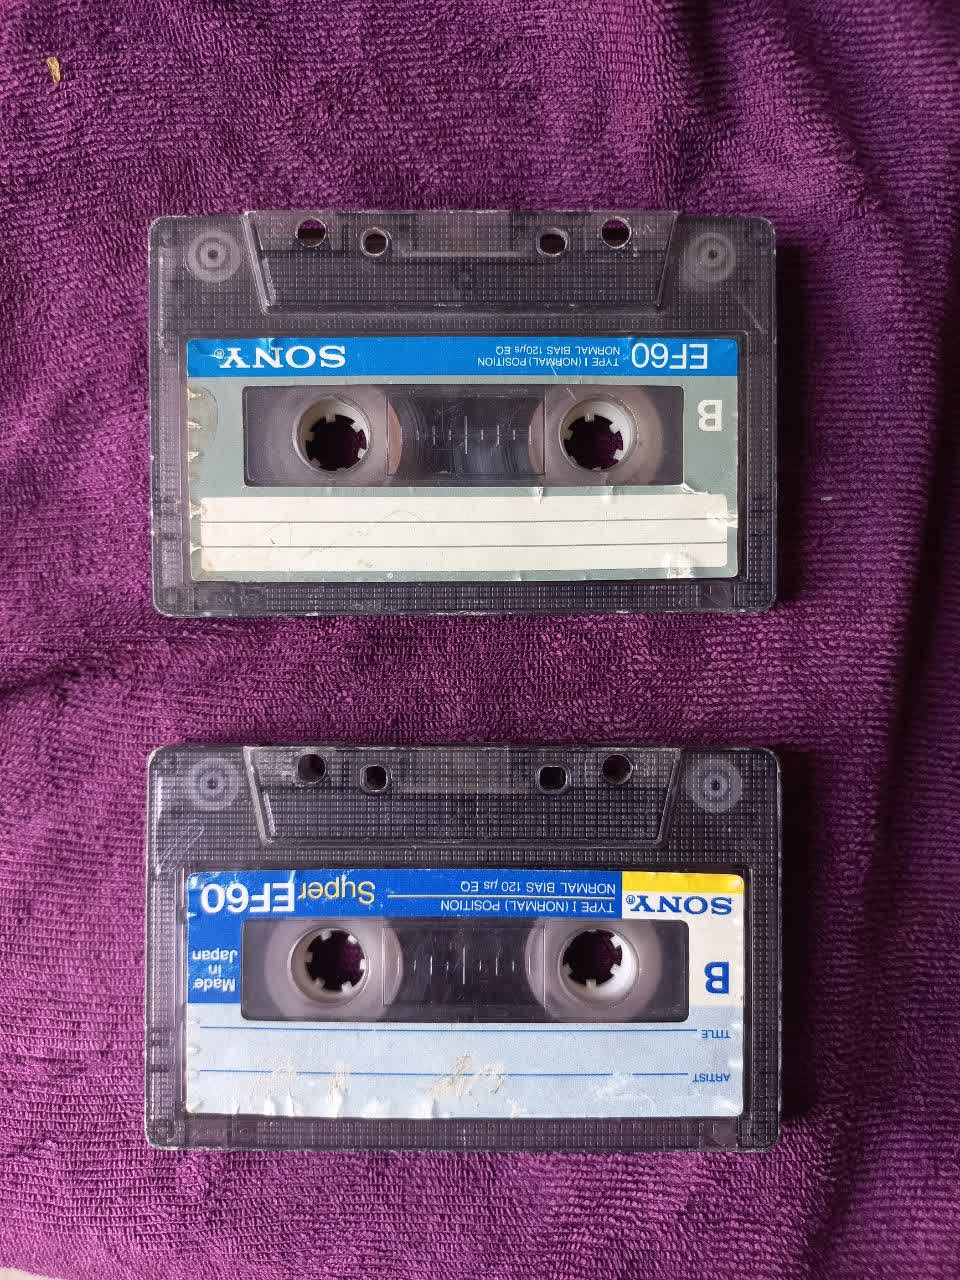 EF60 TYPE I (NORMAL) POSITION SONY®
NORMAL BIAS 120μs EQ
B
SONY® TYPE I (NORMAL) POSITION Super EF60
NORMAL BIAS 120 μs EQ
B
Made
in
Japan
TITLE
ARTIST